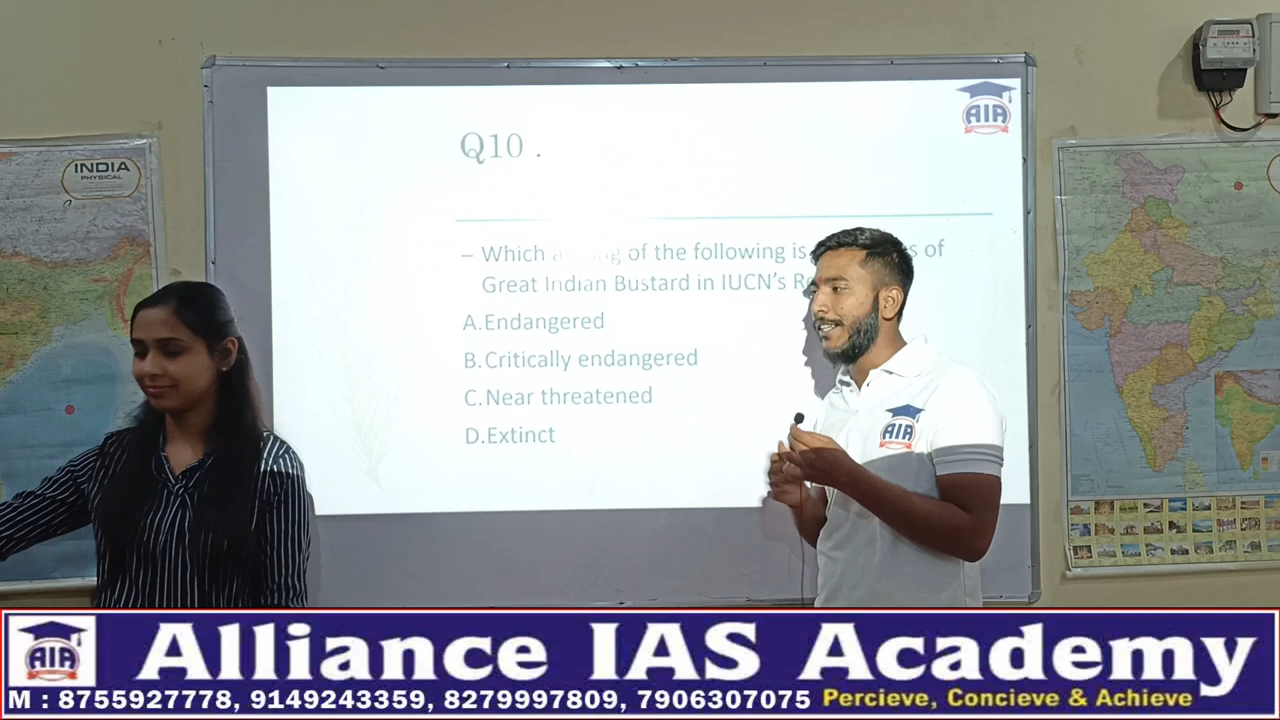 INDIA
PHYSICAL
AIA
Q10 .
– Which of the following is of
Great Indian Bustard in IUCN's
A.Endangered
B.Critically endangered
C.Near threatened
D.Extinct
AIA
AIA
Alliance IAS Academy
M : 8755927778, 9149243359, 8279997809, 7906307075 Percieve, Concieve & Achieve